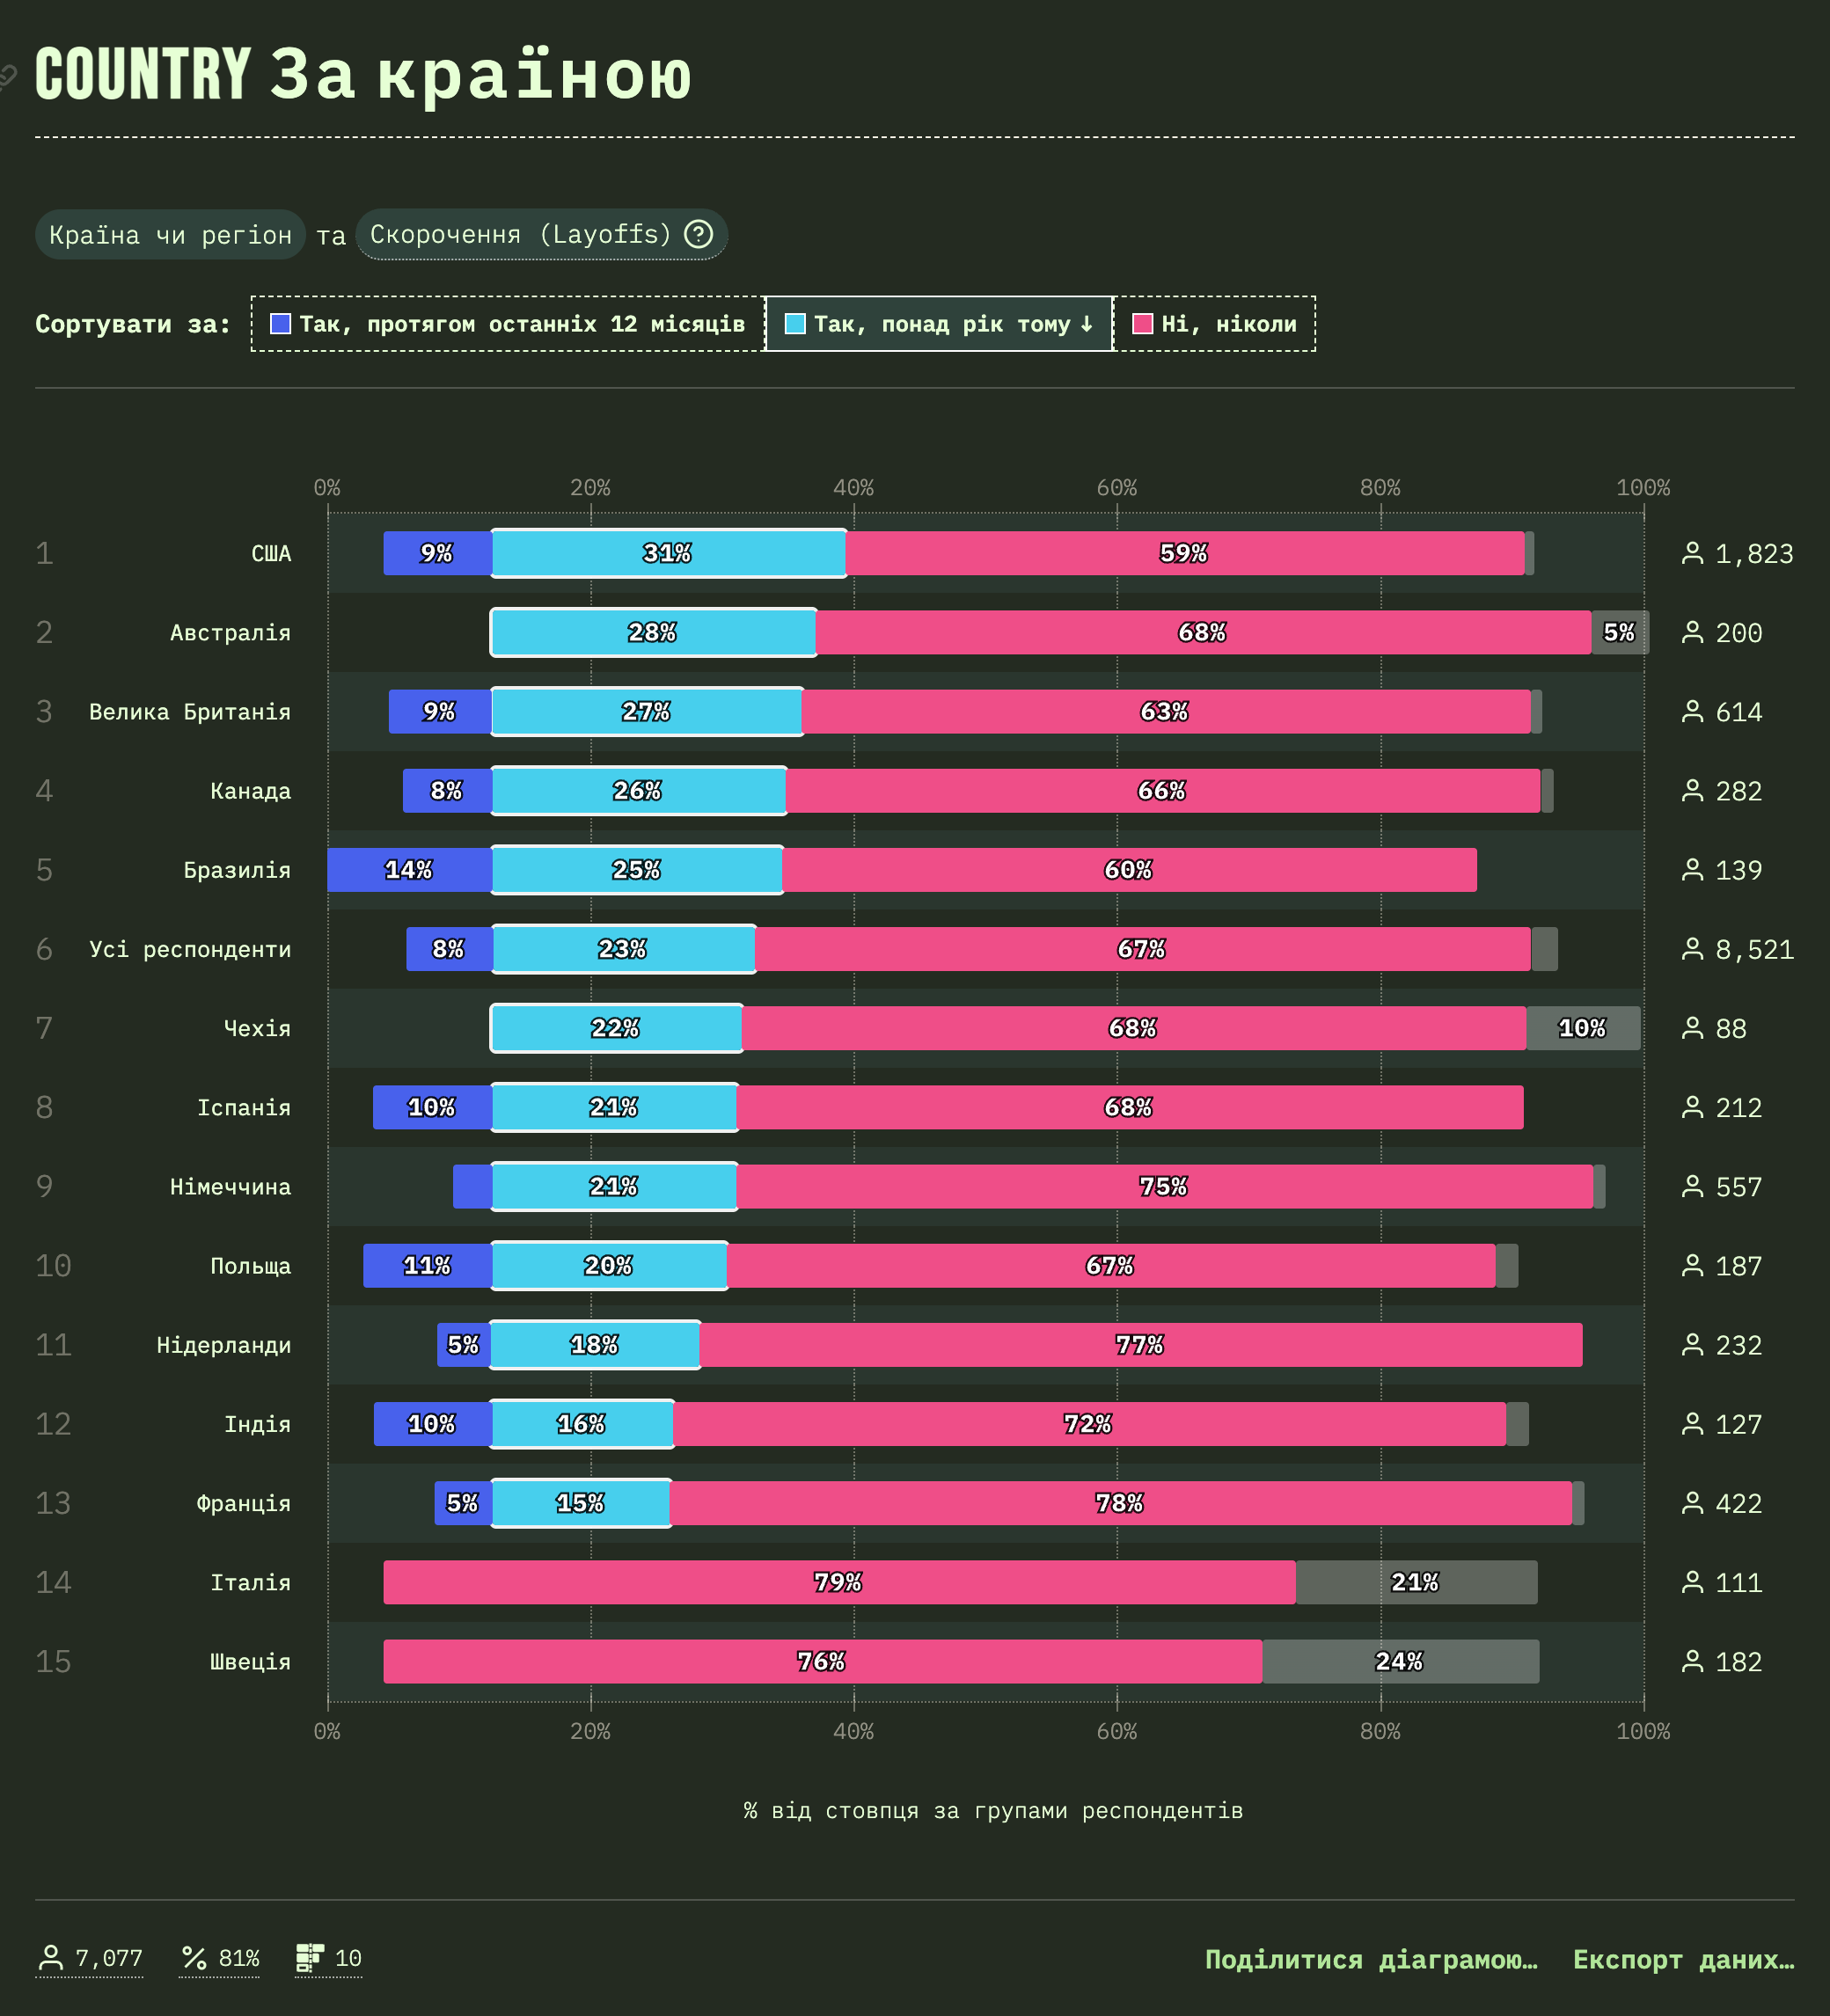 COUNTRY За країною
Країна чи регіон та Скорочення (Layoffs) ?
Сортувати за: Так, протягом останніх 12 місяців Так, понад рік тому ↓ Ні, ніколи
0% 20% 40% 60% 80% 100%
1 США 9% 31% 59% 1,823
2 Австралія 28% 68% 5% 200
3 Велика Британія 9% 27% 63% 614
4 Канада 8% 26% 66% 282
5 Бразилія 14% 25% 60% 139
6 Усі респонденти 8% 23% 67% 8,521
7 Чехія 22% 68% 10% 88
8 Іспанія 10% 21% 68% 212
9 Німеччина 21% 75% 557
10 Польща 11% 20% 67% 187
11 Нідерланди 5% 18% 77% 232
12 Індія 10% 16% 72% 127
13 Франція 5% 15% 78% 422
14 Італія 79% 21% 111
15 Швеція 76% 24% 182
0% 20% 40% 60% 80% 100%
% від стовпця за групами респондентів
7,077 81% 10 Поділитися діаграмою… Експорт даних…